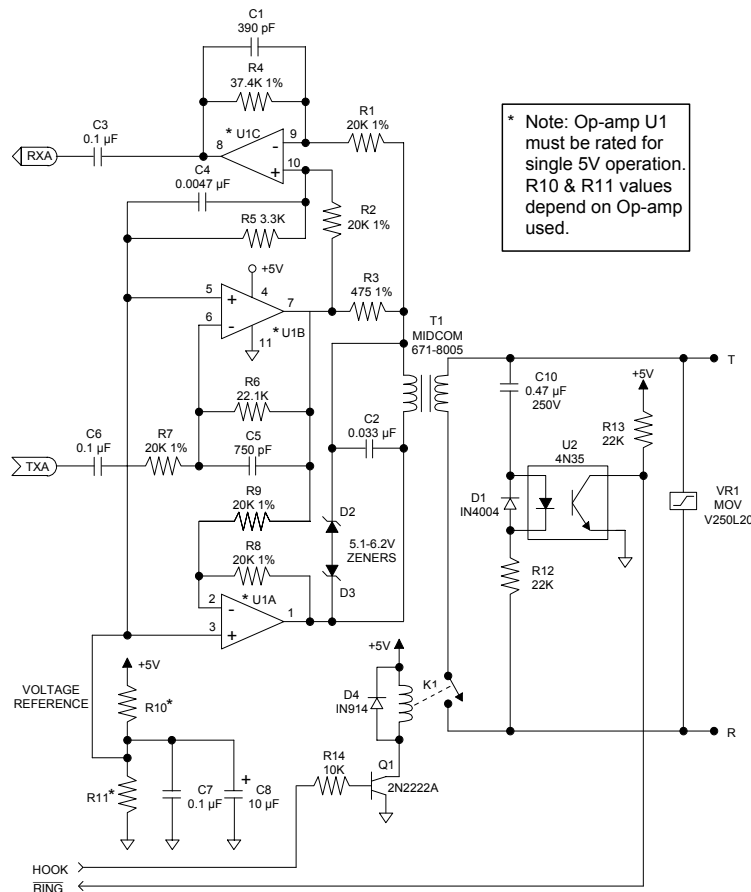 C1
390 pF
R4
37.4K 1%
C3
0.1 µF
* U1C
8
9
-
10
+
R1
20K 1%
RXA
* Note: Op-amp U1
must be rated for
single 5V operation.
R10 & R11 values
depend on Op-amp
used.
C4
0.0047 µF
R5 3.3K
R2
20K 1%
+5V
5
+
4
7
6
-
11
* U1B
R3
475 1%
T1
MIDCOM
671-8005
R6
22.1K
C2
0.033 µF
C10
0.47 µF
250V
+5V
T
R13
22K
C6
0.1 µF
R7
20K 1%
C5
750 pF
TXA
U2
4N35
D1
IN4004
VR1
MOV
V250L20
R9
20K 1%
D2
5.1-6.2V
ZENERS
R8
20K 1%
D3
R12
22K
2
-
* U1A
1
3
+
+5V
+5V
VOLTAGE
REFERENCE
R10*
D4
IN914
K1
R
R11*
C7
0.1 µF
+
C8
10 µF
R14
10K
Q1
2N2222A
HOOK
RING